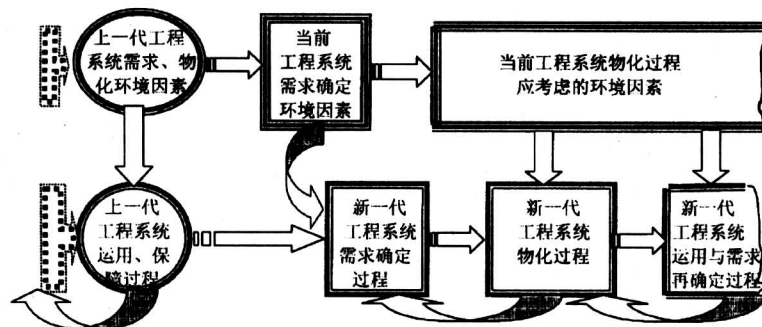 上一代工程
系统需求、物
化环境因素
当前
工程系统
需求确定
环境因素
当前工程系统物化过程
应考虑的环境因素
上一代
工程系统
运用、保
障过程
新一代
工程系统
需求确定
过程
新一代
工程系统
物化过程
新一代
工程系统
运用与需求
再确定过程